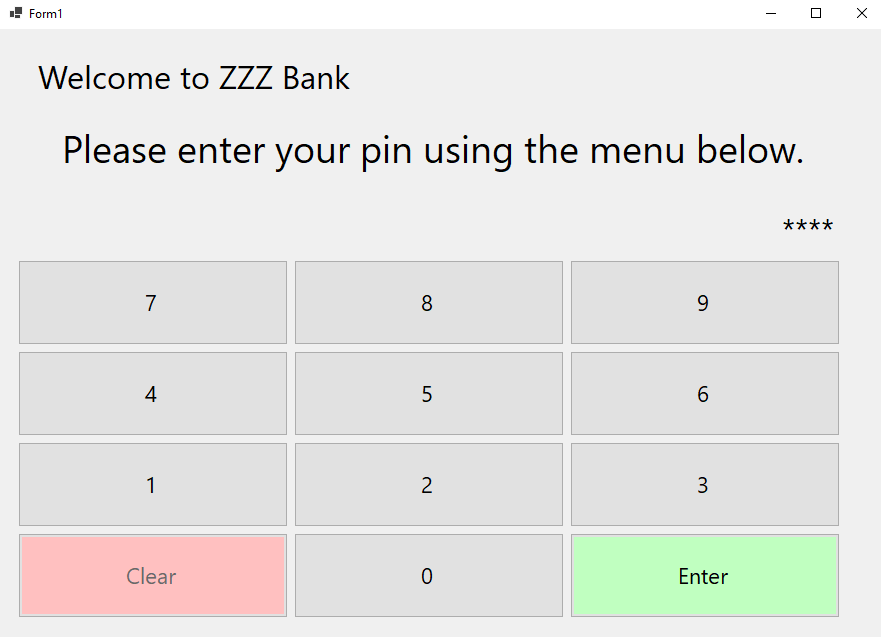 Form1
Welcome to ZZZ Bank
Please enter your pin using the menu below.
****
7 8 9
4 5 6
1 2 3
Clear 0 Enter